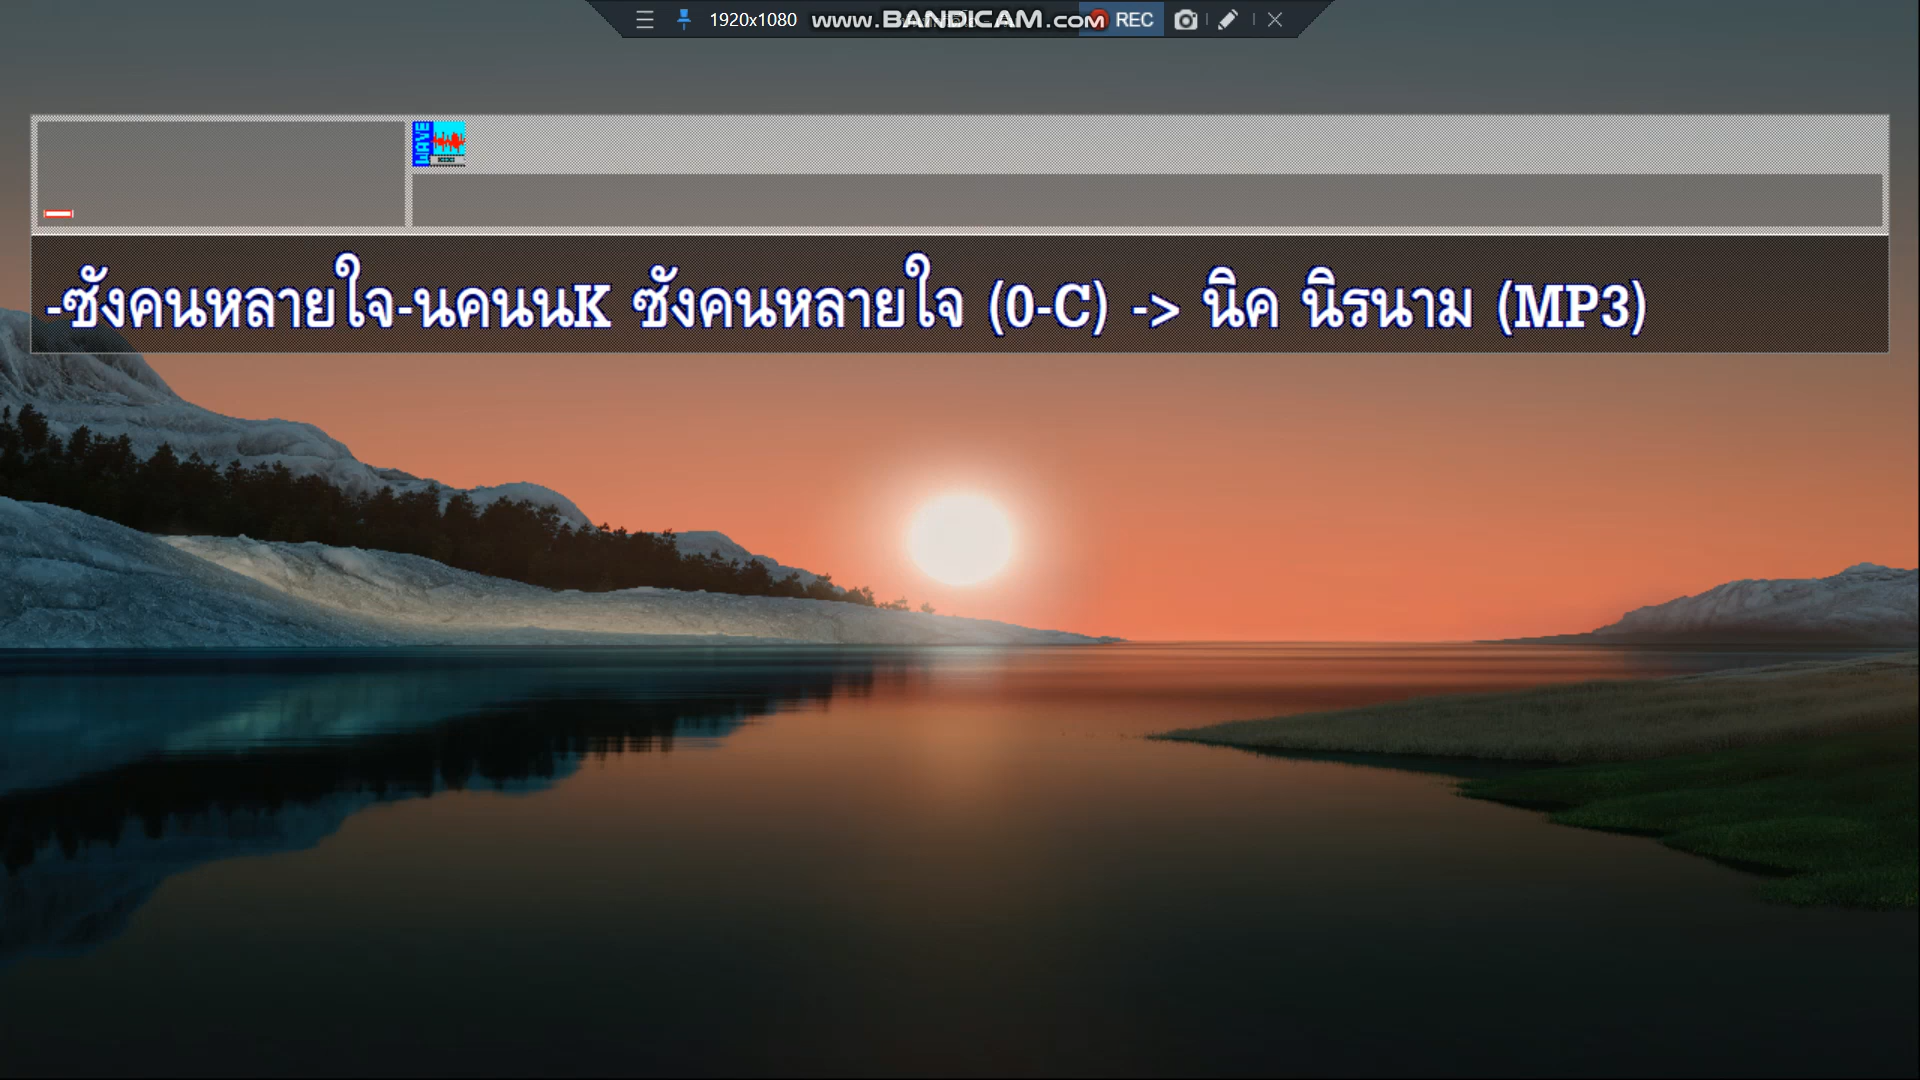 1920x1080 www.BANDICAM.com REC
WAVE
-ซังคนหลายใจ-นคนนK ซังคนหลายใจ (0-C) -> นิค นิรนาม (MP3)